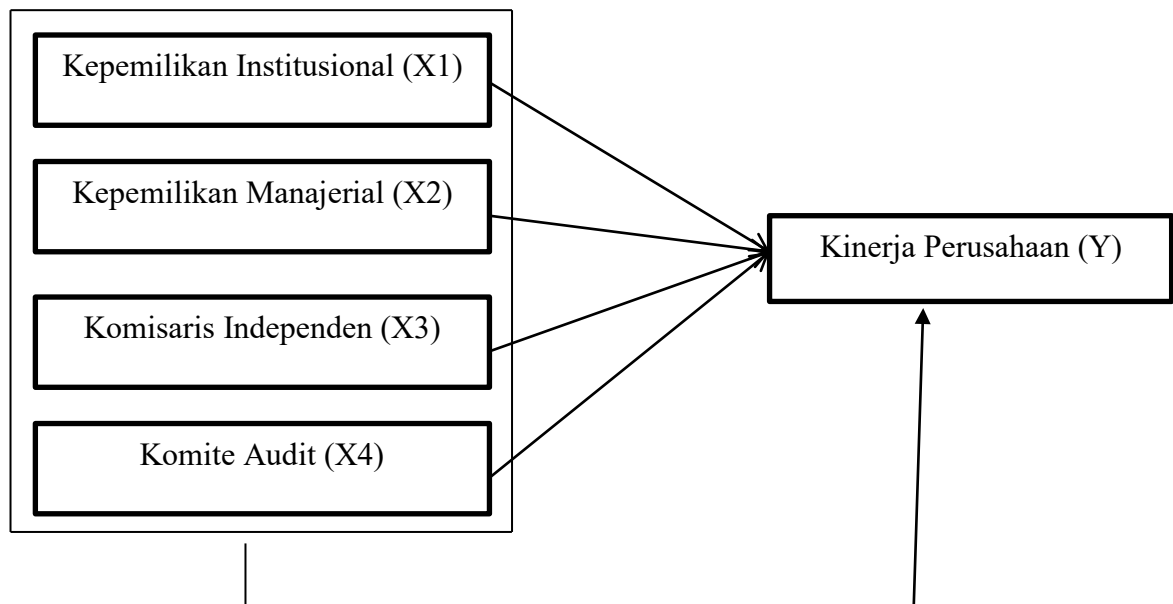 Kepemilikan Institusional (X1)
Kepemilikan Manajerial (X2)
Kinerja Perusahaan (Y)
Komisaris Independen (X3)
Komite Audit (X4)